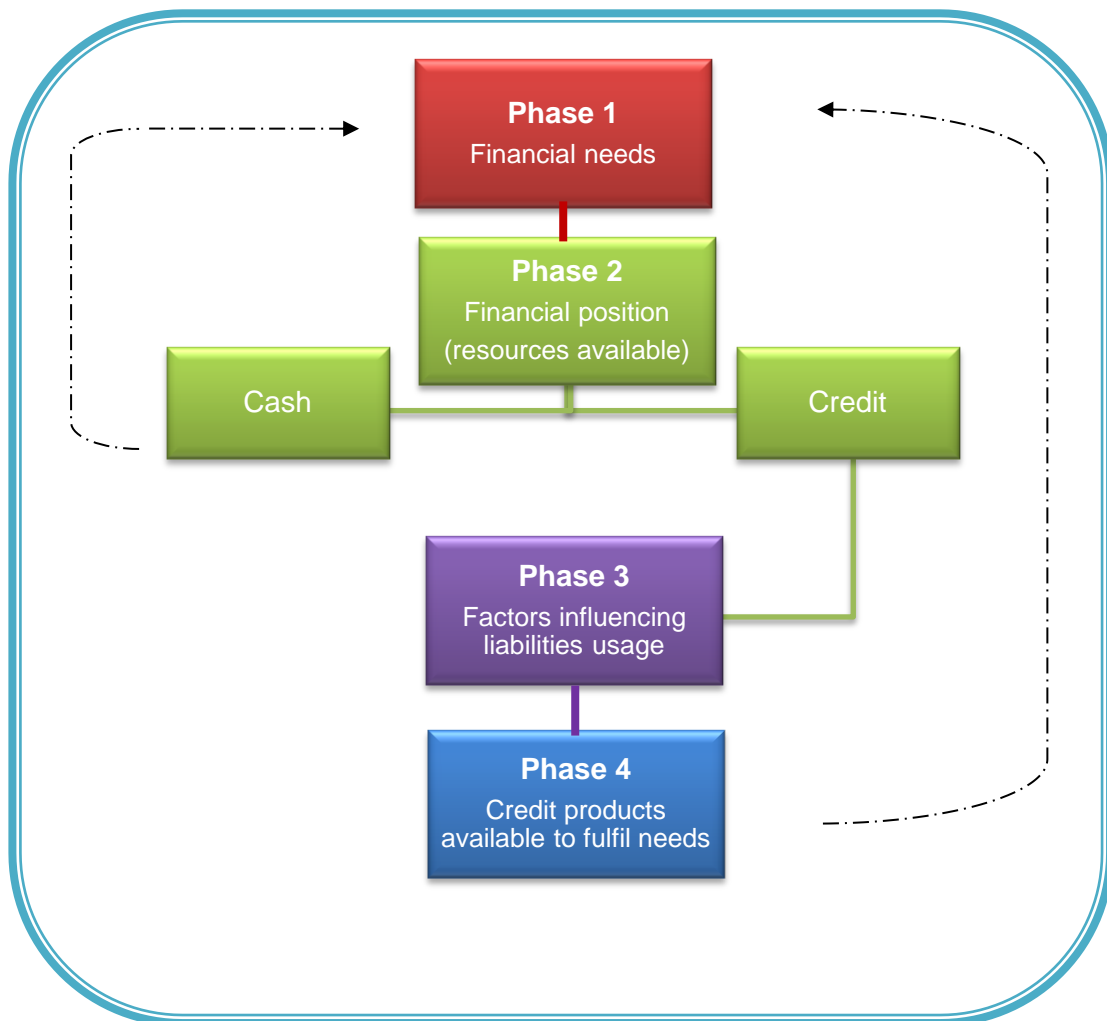 Phase 1
Financial needs
Phase 2
Financial position
(resources available)
Cash
Credit
Phase 3
Factors influencing
liabilities usage
Phase 4
Credit products
available to fulfil needs